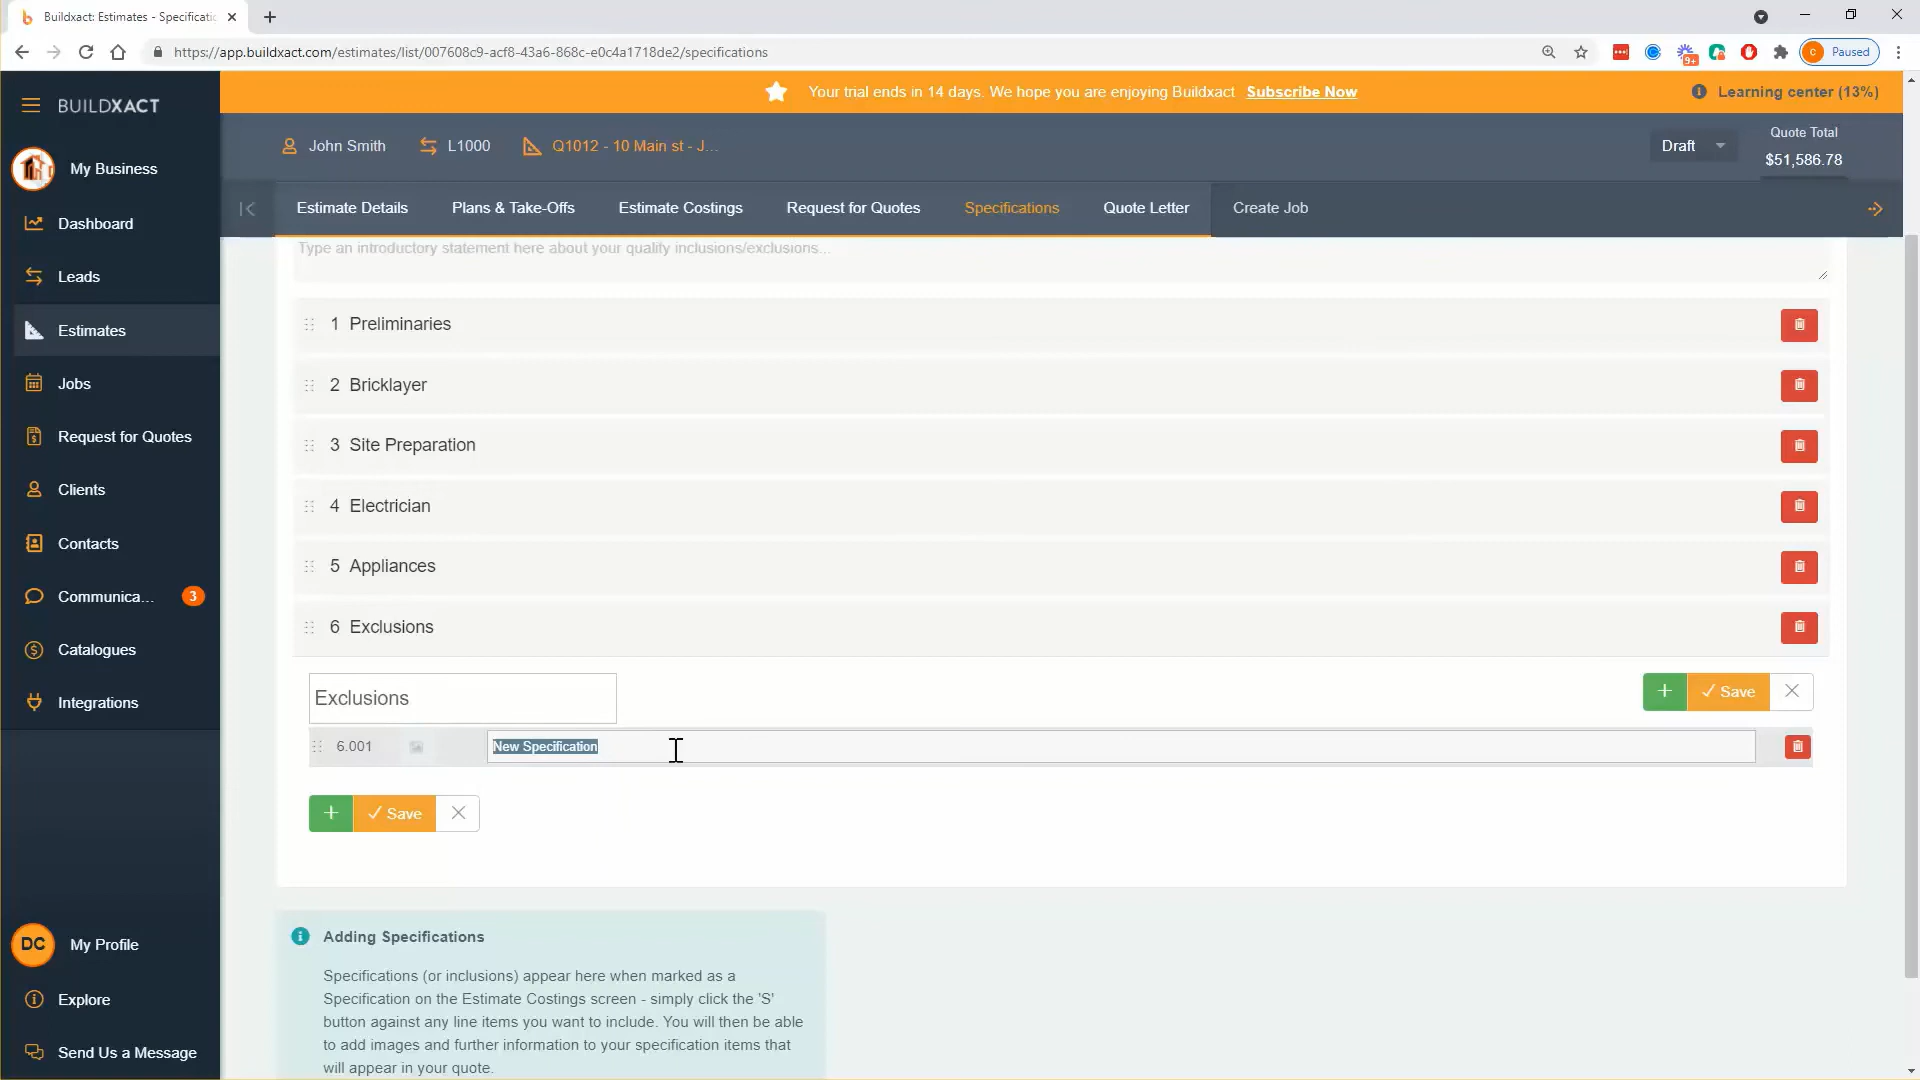 Buildxact: Estimates - Specificatic
https://app.buildxact.com/estimates/list/007608c9-acf8-43a6-868c-e0c4a1718de2/specifications
9+
C
Paused
BUILDXACT
Your trial ends in 14 days. We hope you are enjoying Buildxact Subscribe Now
Learning center (13%)
John Smith
L1000
Q1012 - 10 Main st - J...
Draft
Quote Total
$51,586.78
My Business
Dashboard
Leads
Estimates
Jobs
Request for Quotes
Clients
Contacts
Communica...
3
Catalogues
Integrations
DC
My Profile
Explore
Send Us a Message
Estimate Details
Plans & Take-Offs
Estimate Costings
Request for Quotes
Specifications
Quote Letter
Create Job
Type an introductory statement here about your qualify inclusions/exclusions...
1 Preliminaries
2 Bricklayer
3 Site Preparation
4 Electrician
5 Appliances
6 Exclusions
Exclusions
+ ✓ Save ×
6.001
New Specification
+ ✓ Save ×
Adding Specifications
Specifications (or inclusions) appear here when marked as a
Specification on the Estimate Costings screen - simply click the 'S'
button against any line items you want to include. You will then be able
to add images and further information to your specification items that
will appear in your quote.